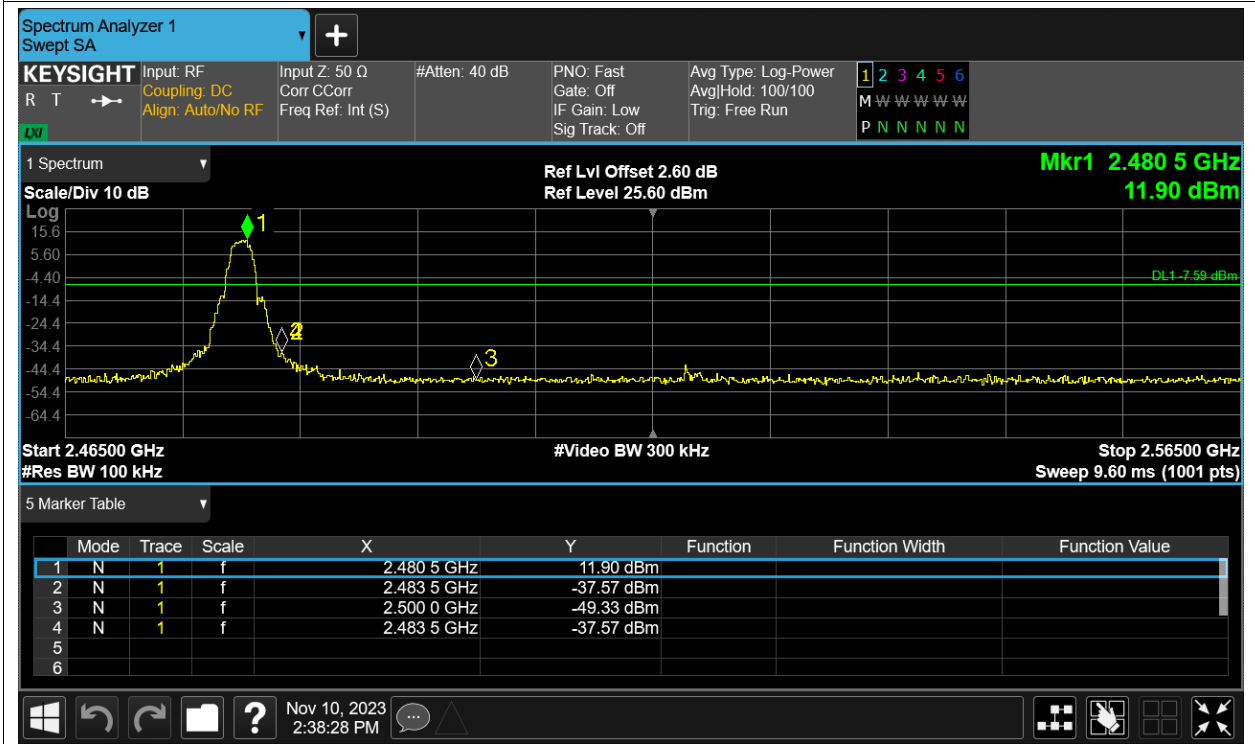 Spectrum Analyzer 1
Swept SA
+
KEYSIGHT Input: RF Input Z: 50 Ω #Atten: 40 dB PNO: Fast Avg Type: Log-Power 1 2 3 4 5 6
R T Coupling: DC Corr CCorr Gate: Off Avg|Hold: 100/100 M W W W W W
Align: Auto/No RF Freq Ref: Int (S) IF Gain: Low Trig: Free Run
LXI Sig Track: Off P N N N N N
1 Spectrum Ref Lvl Offset 2.60 dB Mkr1 2.480 5 GHz
Scale/Div 10 dB Ref Level 25.60 dBm 11.90 dBm
Log
1
15.6
5.60
-4.40 DL1 -7.59 dBm
-14.4
-24.4
2
-34.4
3
-44.4
-54.4
-64.4
Start 2.46500 GHz #Video BW 300 kHz Stop 2.56500 GHz
#Res BW 100 kHz Sweep 9.60 ms (1001 pts)
5 Marker Table
Mode Trace Scale X Y Function Function Width Function Value
1 N 1 f 2.480 5 GHz 11.90 dBm
2 N 1 f 2.483 5 GHz -37.57 dBm
3 N 1 f 2.500 0 GHz -49.33 dBm
4 N 1 f 2.483 5 GHz -37.57 dBm
5
6
? Nov 10, 2023
2:38:28 PM